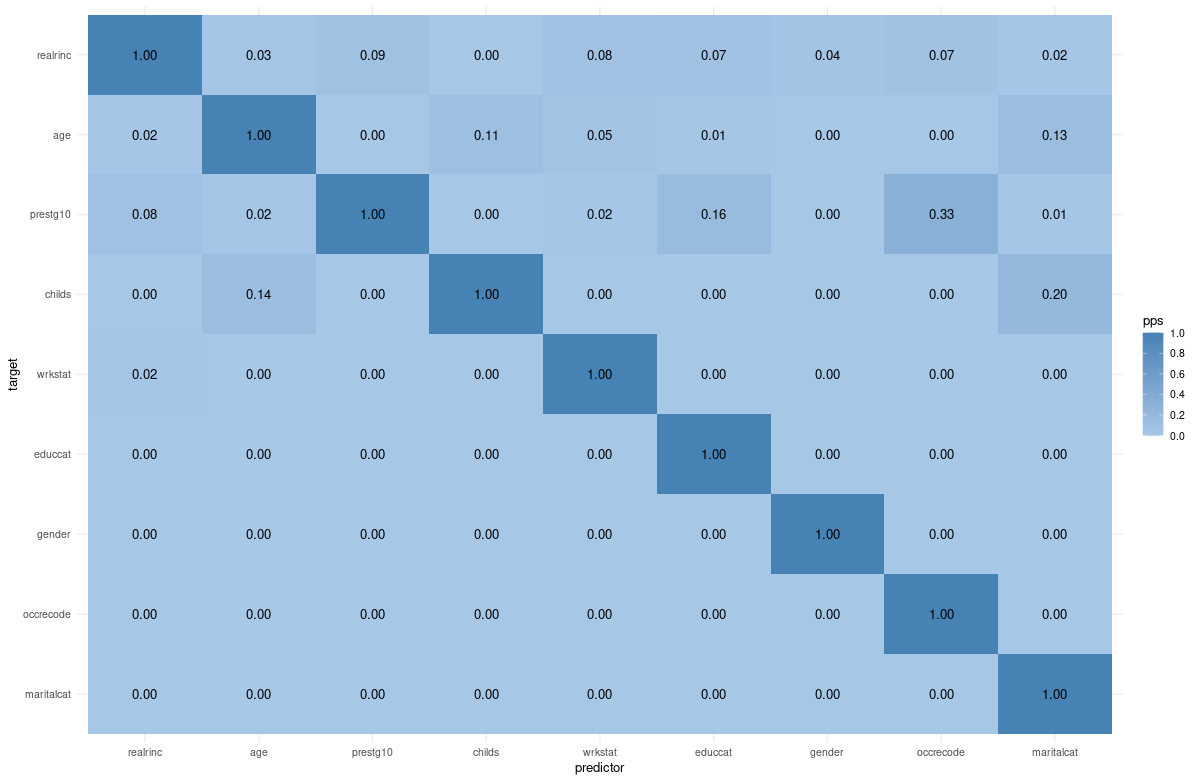 realrinc 1.00 0.03 0.09 0.00 0.08 0.07 0.04 0.07 0.02
age 0.02 1.00 0.00 0.11 0.05 0.01 0.00 0.00 0.13
prestg10 0.08 0.02 1.00 0.00 0.02 0.16 0.00 0.33 0.01
childs 0.00 0.14 0.00 1.00 0.00 0.00 0.00 0.00 0.20
wrkstat 0.02 0.00 0.00 0.00 1.00 0.00 0.00 0.00 0.00
educcat 0.00 0.00 0.00 0.00 0.00 1.00 0.00 0.00 0.00
gender 0.00 0.00 0.00 0.00 0.00 0.00 1.00 0.00 0.00
occrecode 0.00 0.00 0.00 0.00 0.00 0.00 0.00 1.00 0.00
maritalcat 0.00 0.00 0.00 0.00 0.00 0.00 0.00 0.00 1.00
realrinc age prestg10 childs wrkstat educcat gender occrecode maritalcat
predictor
target
pps
1.0
0.8
0.6
0.4
0.2
0.0